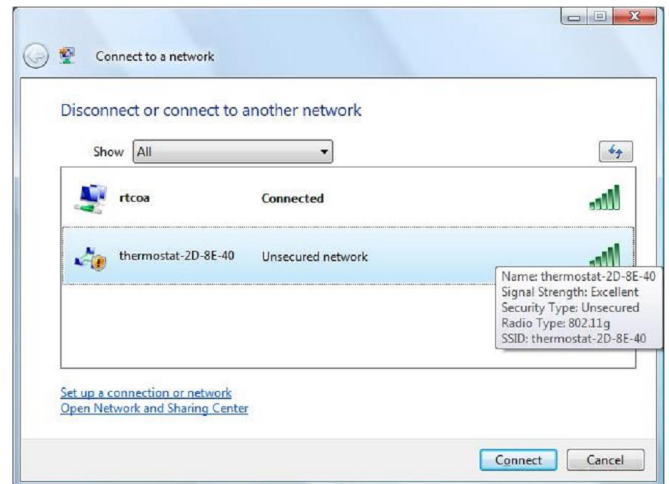 Connect to a network
Disconnect or connect to another network
Show All
rtcoa Connected
thermostat-2D-8E-40 Unsecured network
Name: thermostat-2D-8E-40
Signal Strength: Excellent
Security Type: Unsecured
Radio Type: 802.11g
SSID: thermostat-2D-8E-40
Set up a connection or network
Open Network and Sharing Center
Connect Cancel